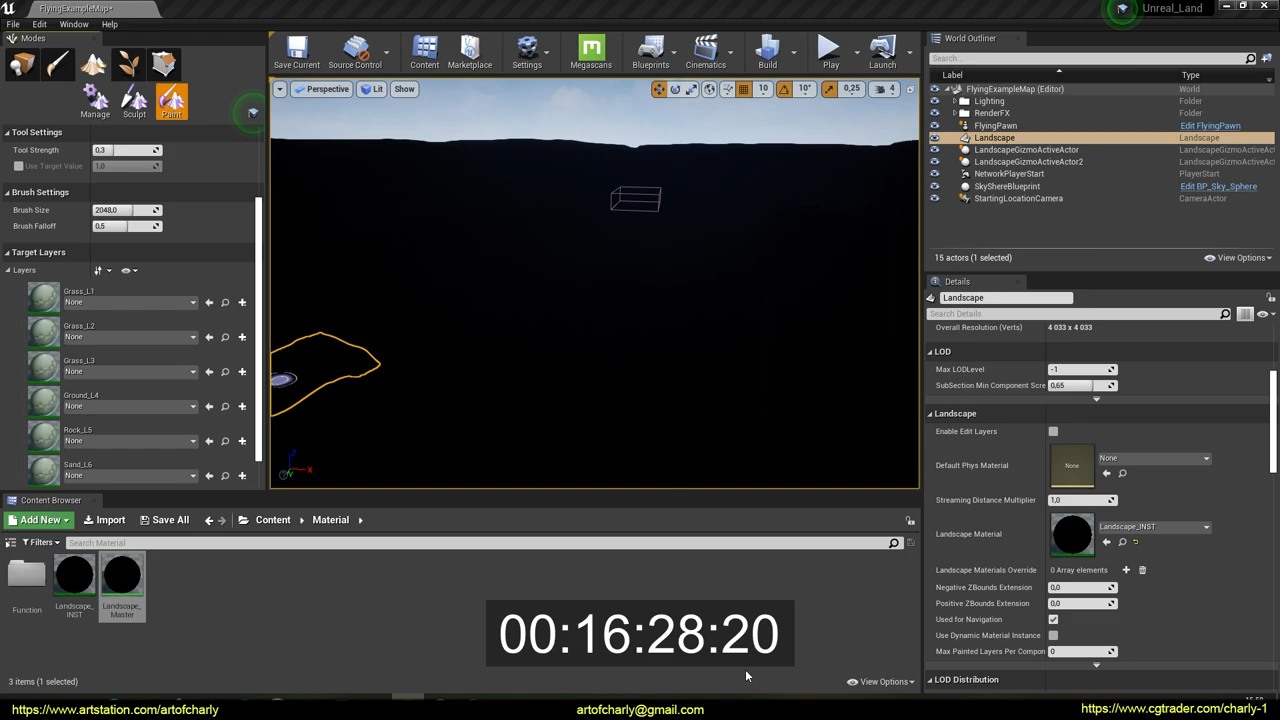 FlyingExampleMap*
Unreal_Land
File Edit Window Help
Modes
Manage Sculpt Paint
Tool Settings
Tool Strength 0,3
Use Target Value 1,0
Brush Settings
Brush Size 2048,0
Brush Falloff 0,5
Target Layers
Layers
Grass_L1
None
Grass_L2
None
Grass_L3
None
Ground_L4
None
Rock_L5
None
Sand_L6
None
Save Current Source Control Content Marketplace Settings Megascans Blueprints Cinematics Build Play Launch
Perspective Lit Show 10 10° 0,25 4
Z X Y
World Outliner
Search...
Label Type
FlyingExampleMap (Editor) World
Lighting Folder
RenderFX Folder
FlyingPawn Edit FlyingPawn
Landscape Landscape
LandscapeGizmoActiveActor LandscapeGizmoActiveAct
LandscapeGizmoActiveActor2 LandscapeGizmoActiveAct
NetworkPlayerStart PlayerStart
SkyShereBlueprint Edit BP_Sky_Sphere
StartingLocationCamera CameraActor
15 actors (1 selected) View Options
Details
Landscape
Search Details
Overall Resolution (Verts) 4 033 x 4 033
LOD
Max LODLevel -1
SubSection Min Component Scre 0,65
Landscape
Enable Edit Layers
Default Phys Material None None
Streaming Distance Multiplier 1,0
Landscape Material Landscape_INST
Landscape Materials Override 0 Array elements
Negative ZBounds Extension 0,0
Positive ZBounds Extension 0,0
Used for Navigation
Use Dynamic Material Instance
Max Painted Layers Per Compon 0
LOD Distribution
Content Browser
Add New Import Save All Content Material
Filters Search Material
Function
Landscape_
INST
Landscape_
Master
3 items (1 selected) View Options
00:16:28:20
https://www.artstation.com/artofcharly artofcharly@gmail.com https://www.cgtrader.com/charly-1